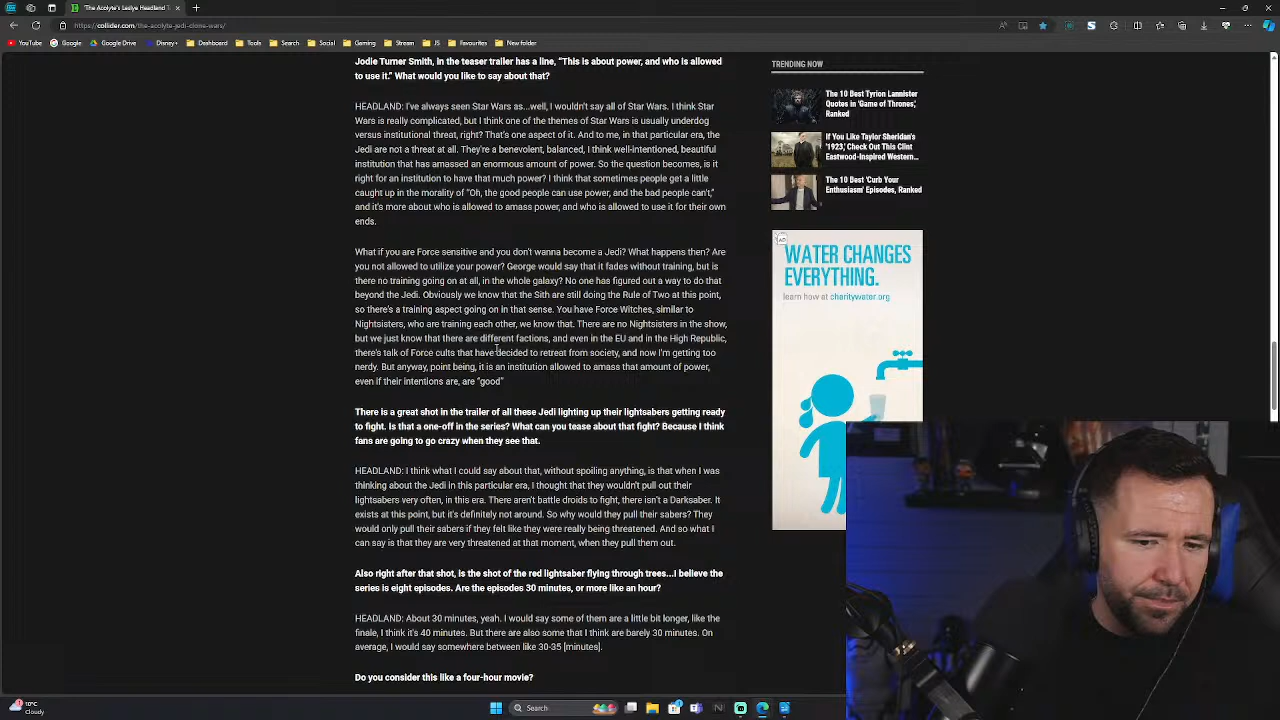 The Acolyte's Leslye Headland T
https://collider.com/the-acolyte-jedi-clone-wars/
YouTube Google Google Drive Disney+ Dashboard Tools Search Social Gaming Stream JS Favourites New folder
Jodie Turner Smith, in the teaser trailer has a line, "This is about power, and who is allowed
to use it." What would you like to say about that?
HEADLAND: I've always seen Star Wars as...well, I wouldn't say all of Star Wars. I think Star
Wars is really complicated, but I think one of the themes of Star Wars is usually underdog
versus institutional threat, right? That's one aspect of it. And to me, in that particular era, the
Jedi are not a threat at all. They're a benevolent, balanced, I think well-intentioned, beautiful
institution that has amassed an enormous amount of power. So the question becomes, is it
right for an institution to have that much power? I think that sometimes people get a little
caught up in the morality of "Oh, the good people can use power, and the bad people can't,"
and it's more about who is allowed to amass power, and who is allowed to use it for their own
ends.
What if you are Force sensitive and you don't wanna become a Jedi? What happens then? Are
you not allowed to utilize your power? George would say that it fades without training, but is
there no training going on at all, in the whole galaxy? No one has figured out a way to do that
beyond the Jedi. Obviously we know that the Sith are still doing the Rule of Two at this point,
so there's a training aspect going on in that sense. You have Force Witches, similar to
Nightsisters, who are training each other, we know that. There are no Nightsisters in the show,
but we just know that there are different factions, and even in the EU and in the High Republic,
there's talk of Force cults that have decided to retreat from society, and now I'm getting too
nerdy. But anyway, point being, it is an institution allowed to amass that amount of power,
even if their intentions are, are "good"
There is a great shot in the trailer of all these Jedi lighting up their lightsabers getting ready
to fight. Is that a one-off in the series? What can you tease about that fight? Because I think
fans are going to go crazy when they see that.
HEADLAND: I think what I could say about that, without spoiling anything, is that when I was
thinking about the Jedi in this particular era, I thought that they wouldn't pull out their
lightsabers very often, in this era. There aren't battle droids to fight, there isn't a Darksaber. It
exists at this point, but it's definitely not around. So why would they pull their sabers? They
would only pull their sabers if they felt like they were really being threatened. And so what I
can say is that they are very threatened at that moment, when they pull them out.
Also right after that shot, is the shot of the red lightsaber flying through trees...I believe the
series is eight episodes. Are the episodes 30 minutes, or more like an hour?
HEADLAND: About 30 minutes, yeah. I would say some of them are a little bit longer, like the
finale, I think it's 40 minutes. But there are also some that I think are barely 30 minutes. On
average, I would say somewhere between like 30-35 [minutes].
Do you consider this like a four-hour movie?
TRENDING NOW
The 10 Best Tyrion Lannister
Quotes in 'Game of Thrones,'
Ranked
If You Like Taylor Sheridan's
'1923,' Check Out This Clint
Eastwood-Inspired Western...
The 10 Best 'Curb Your
Enthusiasm' Episodes, Ranked
AD
WATER CHANGES
EVERYTHING.
learn how at charitywater.org
Cloudy
Search